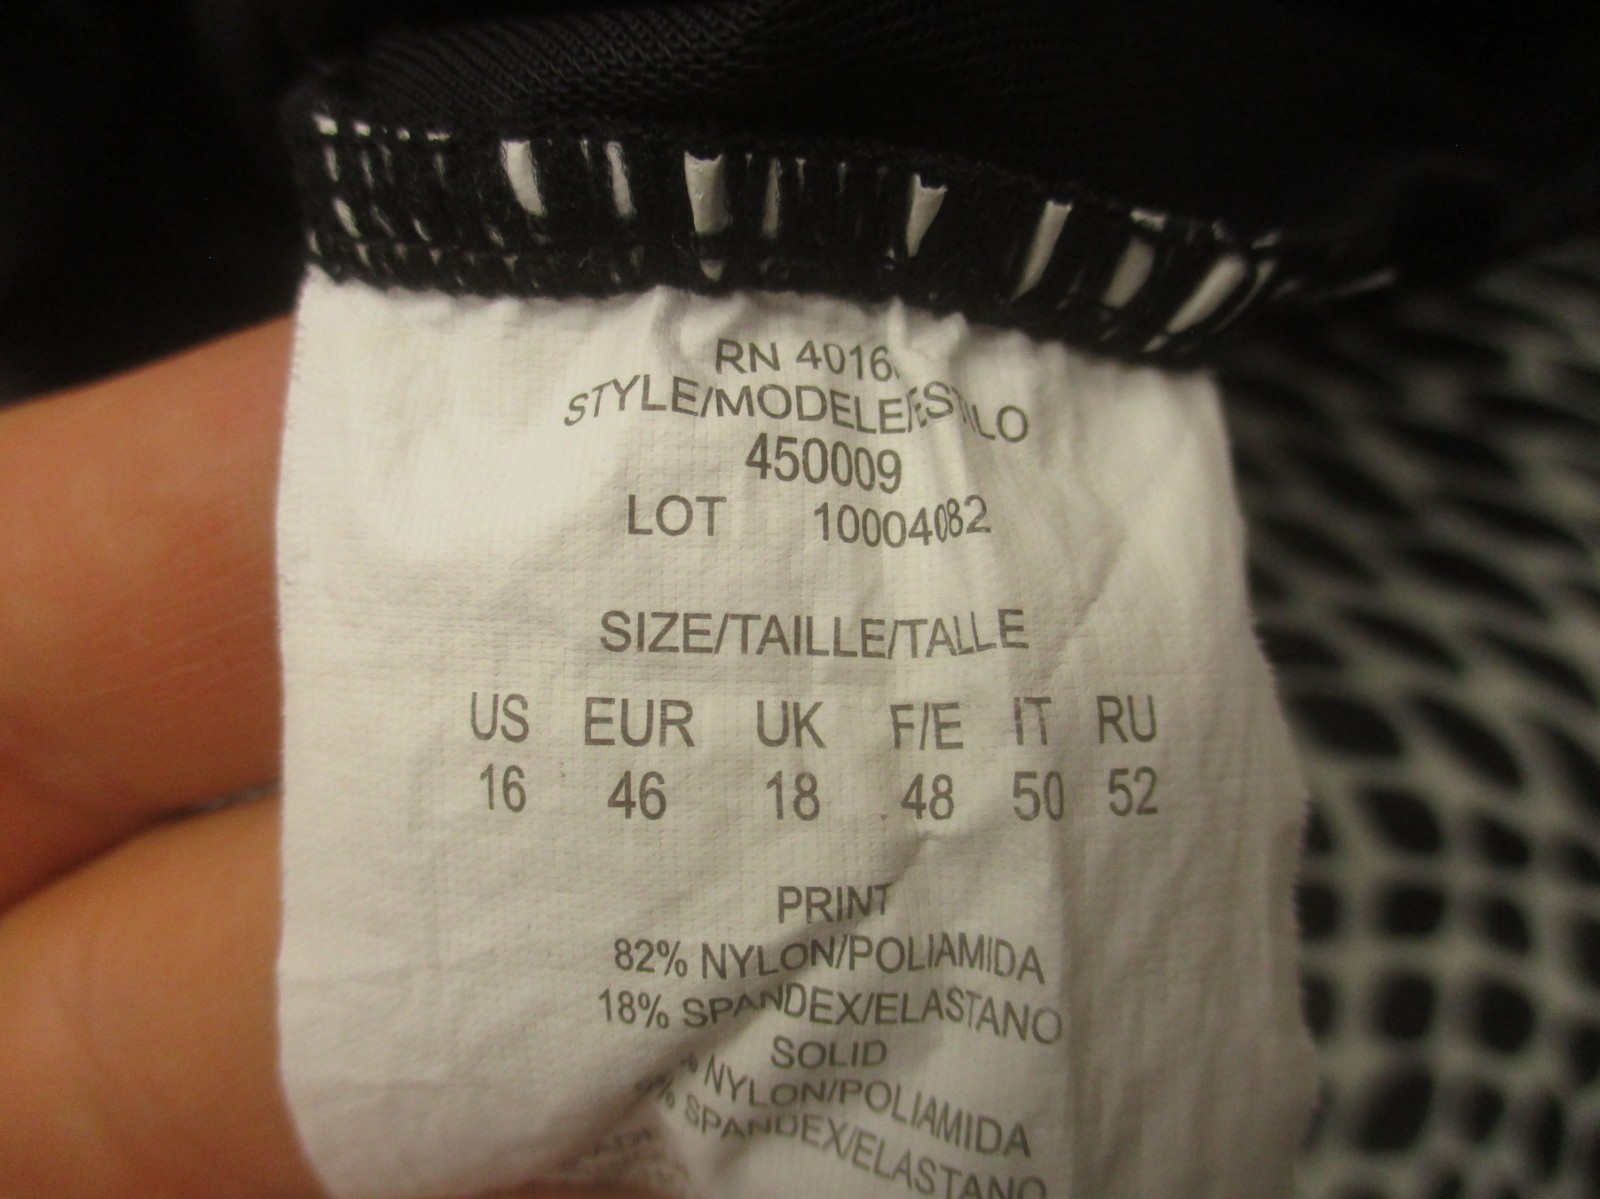 RN 4016
STYLE/MODELE/ESTILO
450009
LOT 10004082
SIZE/TAILLE/TALLE
US EUR UK F/E IT RU
16 46 18 48 50 52
PRINT
82% NYLON/POLIAMIDA
18% SPANDEX/ELASTANO
SOLID
NYLON/POLIAMIDA
SPANDEX/ELASTANO